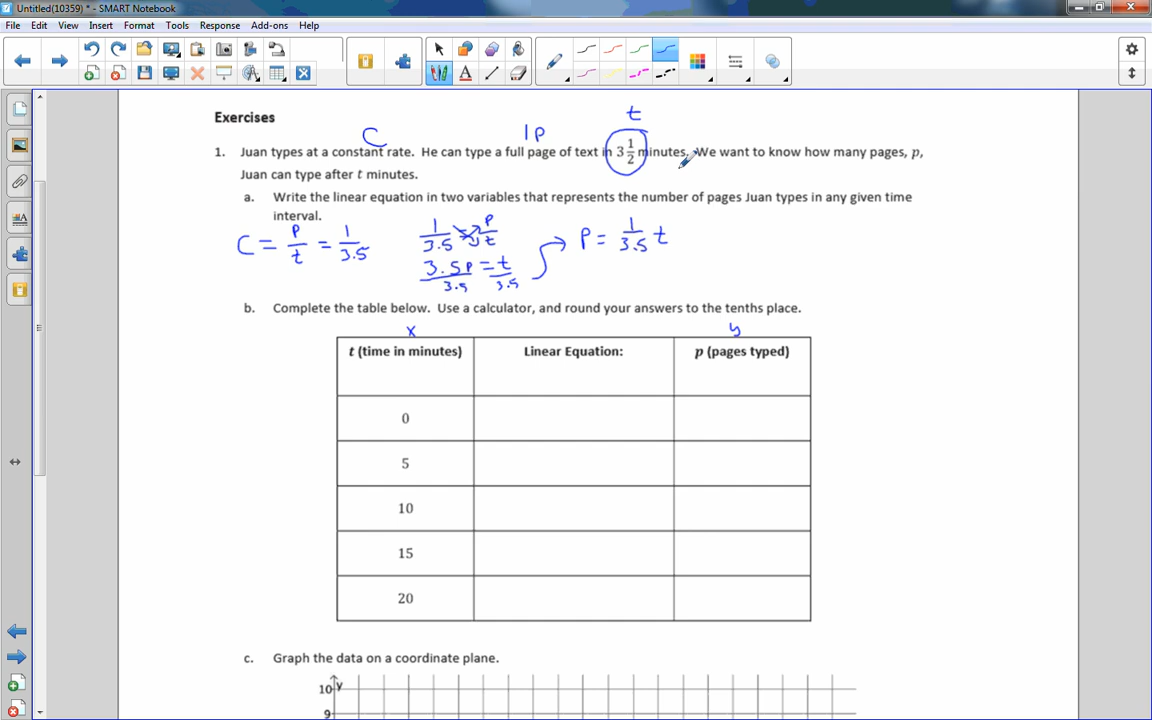 Untitled(10359) * - SMART Notebook
File Edit View Insert Format Tools Response Add-ons Help
Exercises
C 1p t
1. Juan types at a constant rate. He can type a full page of text in 3 1/2 minutes. We want to know how many pages, p,
Juan can type after t minutes.
a. Write the linear equation in two variables that represents the number of pages Juan types in any given time
interval.
C = p/t = 1/3.5
1/3.5 = p/t
3.5p/3.5 = t/3.5
p = 1/3.5 t
b. Complete the table below. Use a calculator, and round your answers to the tenths place.
x y
t (time in minutes) Linear Equation: p (pages typed)
0
5
10
15
20
c. Graph the data on a coordinate plane.
10 y
9